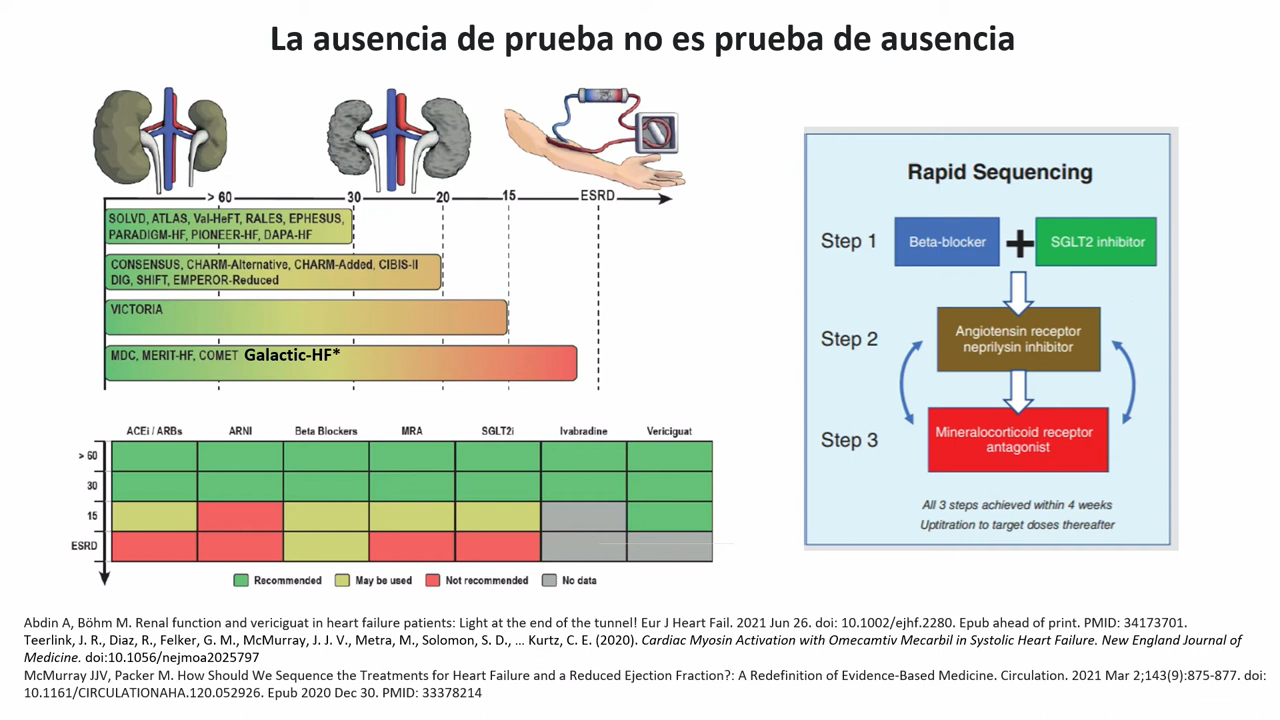 La ausencia de prueba no es prueba de ausencia
> 60
30
20
15
ESRD
SOLVD, ATLAS, Val-HeFT, RALES, EPHESUS,
PARADIGM-HF, PIONEER-HF, DAPA-HF
CONSENSUS, CHARM-Alternative, CHARM-Added, CIBIS-II
DIG, SHIFT, EMPEROR-Reduced
VICTORIA
MDC, MERIT-HF, COMET Galactic-HF*
ACEi / ARBs
ARNI
Beta Blockers
MRA
SGLT2i
Ivabradine
Vericiguat
> 60
30
15
ESRD
Recommended
May be used
Not recommended
No data
Rapid Sequencing
Step 1
Beta-blocker
+
SGLT2 inhibitor
Step 2
Angiotensin receptor
neprilysin inhibitor
Step 3
Mineralocorticoid receptor
antagonist
All 3 steps achieved within 4 weeks
Uptitration to target doses thereafter
Abdin A, Böhm M. Renal function and vericiguat in heart failure patients: Light at the end of the tunnel! Eur J Heart Fail. 2021 Jun 26. doi: 10.1002/ejhf.2280. Epub ahead of print. PMID: 34173701.
Teerlink, J. R., Diaz, R., Felker, G. M., McMurray, J. J. V., Metra, M., Solomon, S. D., … Kurtz, C. E. (2020). Cardiac Myosin Activation with Omecamtiv Mecarbil in Systolic Heart Failure. New England Journal of
Medicine. doi:10.1056/nejmoa2025797
McMurray JJV, Packer M. How Should We Sequence the Treatments for Heart Failure and a Reduced Ejection Fraction?: A Redefinition of Evidence-Based Medicine. Circulation. 2021 Mar 2;143(9):875-877. doi:
10.1161/CIRCULATIONAHA.120.052926. Epub 2020 Dec 30. PMID: 33378214